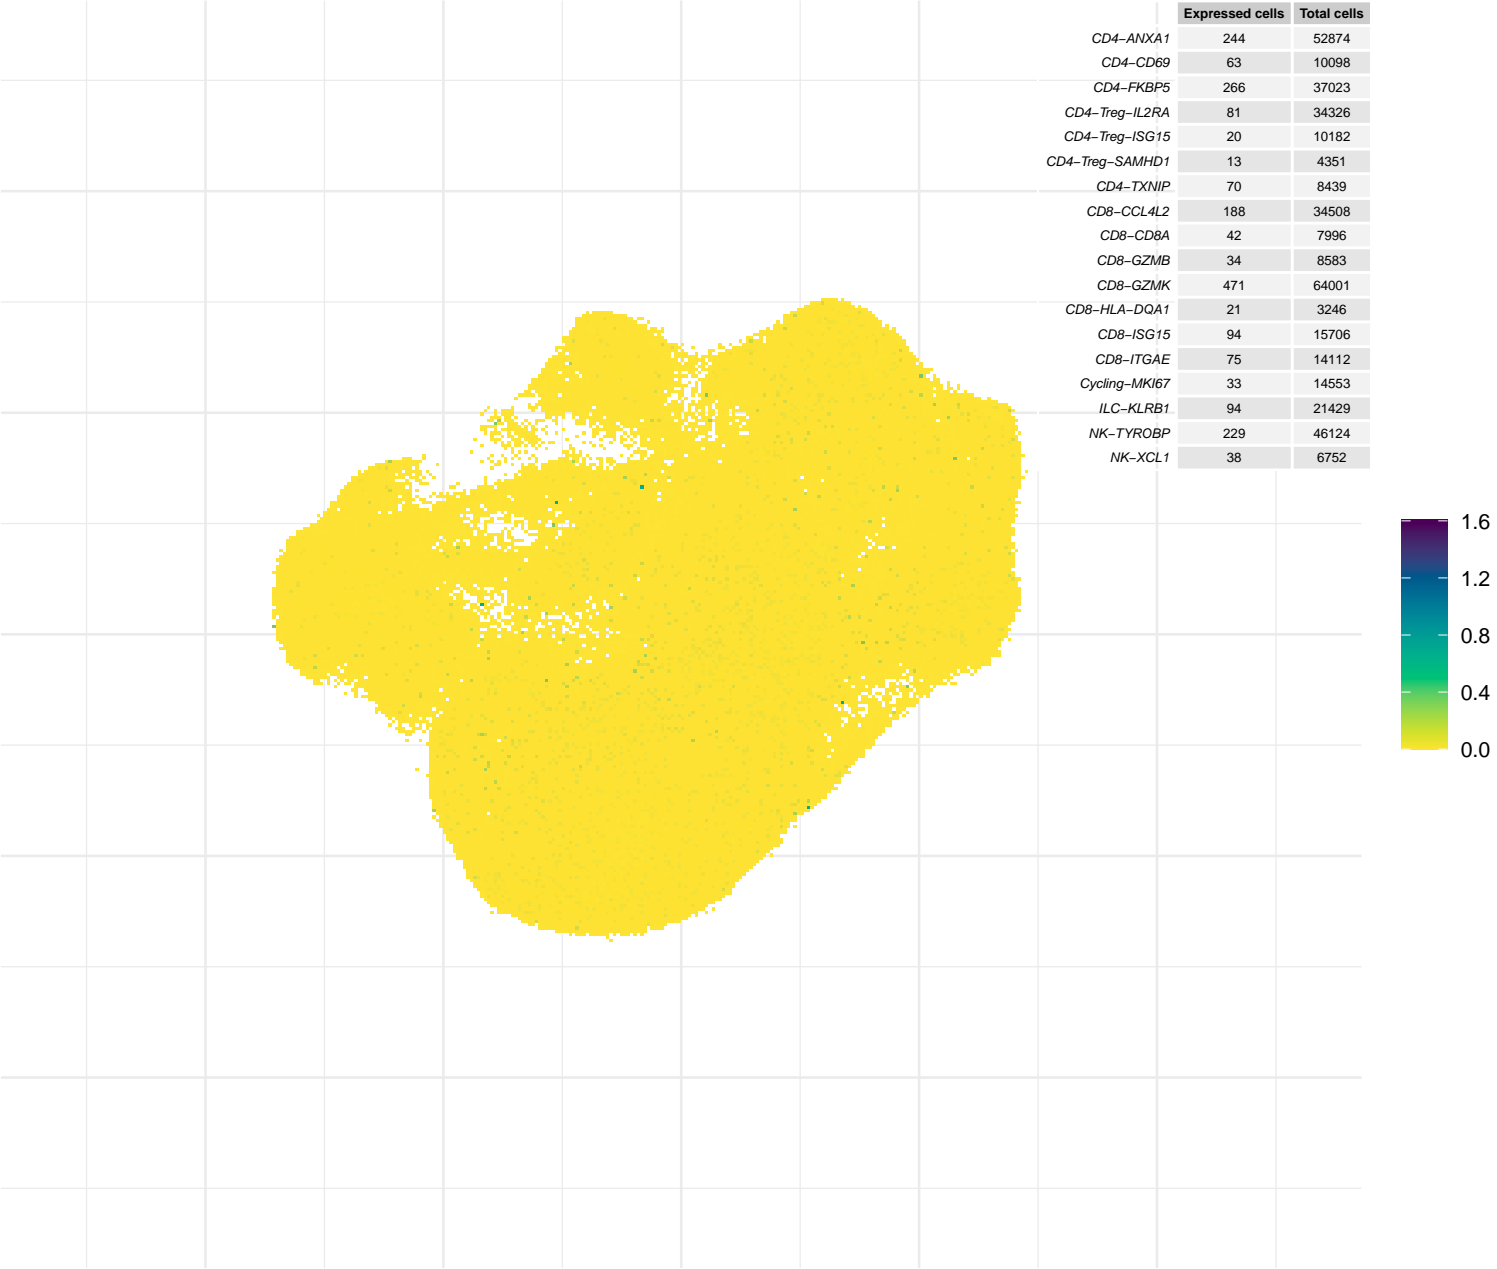 Expressed cells Total cells
CD4−ANXA1 244 52874
CD4−CD69 63 10098
CD4−FKBP5 266 37023
CD4−Treg−IL2RA 81 34326
CD4−Treg−ISG15 20 10182
CD4−Treg−SAMHD1 13 4351
CD4−TXNIP 70 8439
CD8−CCL4L2 188 34508
CD8−CD8A 42 7996
CD8−GZMB 34 8583
CD8−GZMK 471 64001
CD8−HLA−DQA1 21 3246
CD8−ISG15 94 15706
CD8−ITGAE 75 14112
Cycling−MKI67 33 14553
ILC−KLRB1 94 21429
NK−TYROBP 229 46124
NK−XCL1 38 6752
1.6
1.2
0.8
0.4
0.0